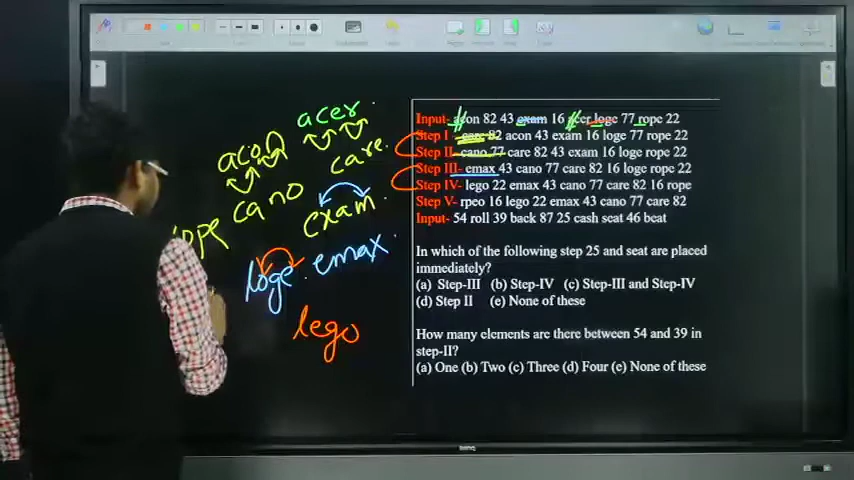 acer
acon
care
cano
exam
loge emax
lego
Input- acon 82 43 exam 16 acer loge 77 rope 22
Step I- care 82 acon 43 exam 16 loge 77 rope 22
Step II- cano 77 care 82 43 exam 16 loge rope 22
Step III- emax 43 cano 77 care 82 16 loge rope 22
Step IV- lego 22 emax 43 cano 77 care 82 16 rope
Step V- rpeo 16 lego 22 emax 43 cano 77 care 82
Input- 54 roll 39 back 87 25 cash seat 46 beat
In which of the following step 25 and seat are placed
immediately?
(a) Step-III (b) Step-IV (c) Step-III and Step-IV
(d) Step II (e) None of these
How many elements are there between 54 and 39 in
step-II?
(a) One (b) Two (c) Three (d) Four (e) None of these